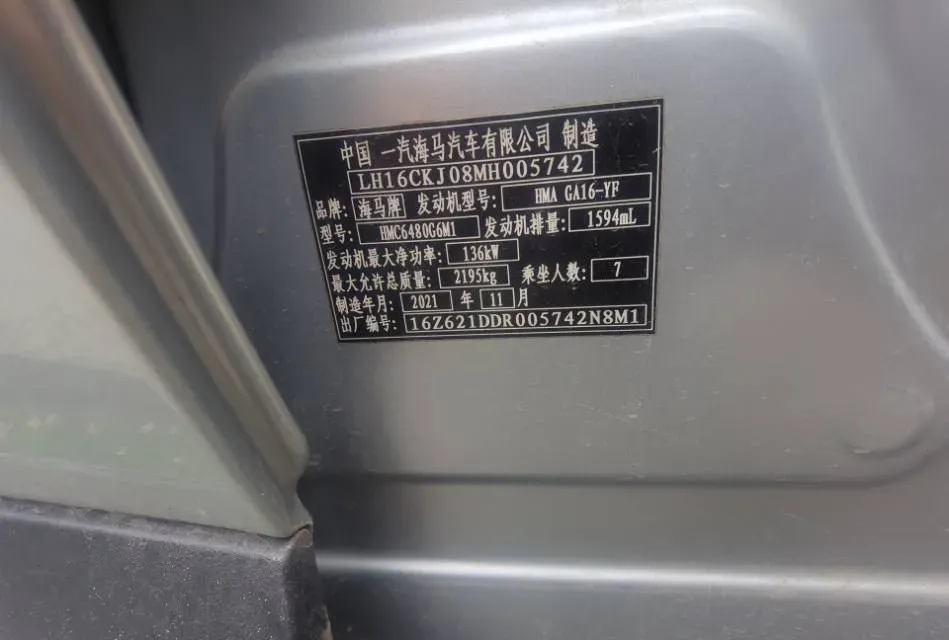 中国 一汽海马汽车有限公司 制造
LH16CKJ08MH005742
品牌: 海马牌 发动机型号: HMA GA16-YF
型号: HMC6480G6M1 发动机排量: 1594mL
发动机最大净功率: 136kW
最大允许总质量: 2195kg 乘坐人数: 7
制造年月: 2021 年 11 月
出厂编号: 16Z621DDR005742N8M1